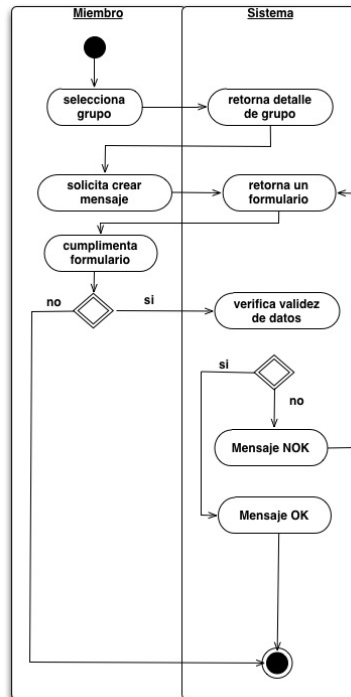 Miembro
Sistema
selecciona
grupo
retorna detalle
de grupo
solicita crear
mensaje
retorna un
formulario
cumplimenta
formulario
no
si
verifica validez
de datos
si
no
Mensaje NOK
Mensaje OK